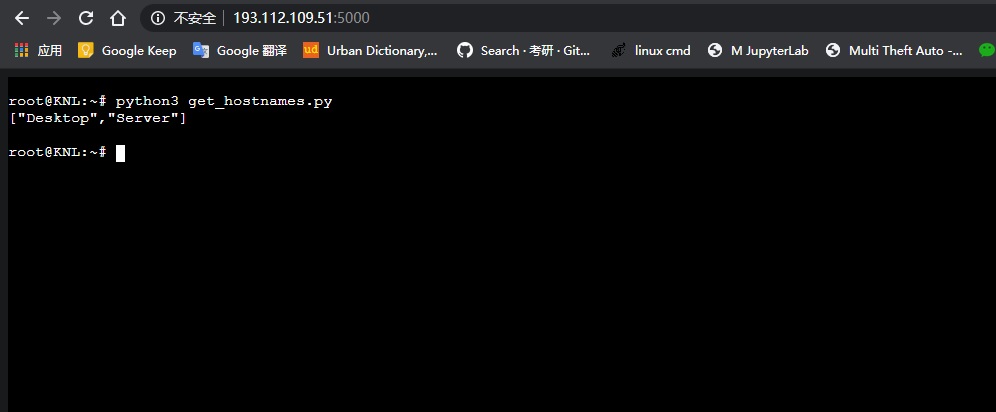 不安全 193.112.109.51:5000
应用 Google Keep Google 翻译 ud Urban Dictionary,... Search · 考研 · Git... linux cmd M JupyterLab Multi Theft Auto -...
root@KNL:~# python3 get_hostnames.py
["Desktop","Server"]
root@KNL:~#